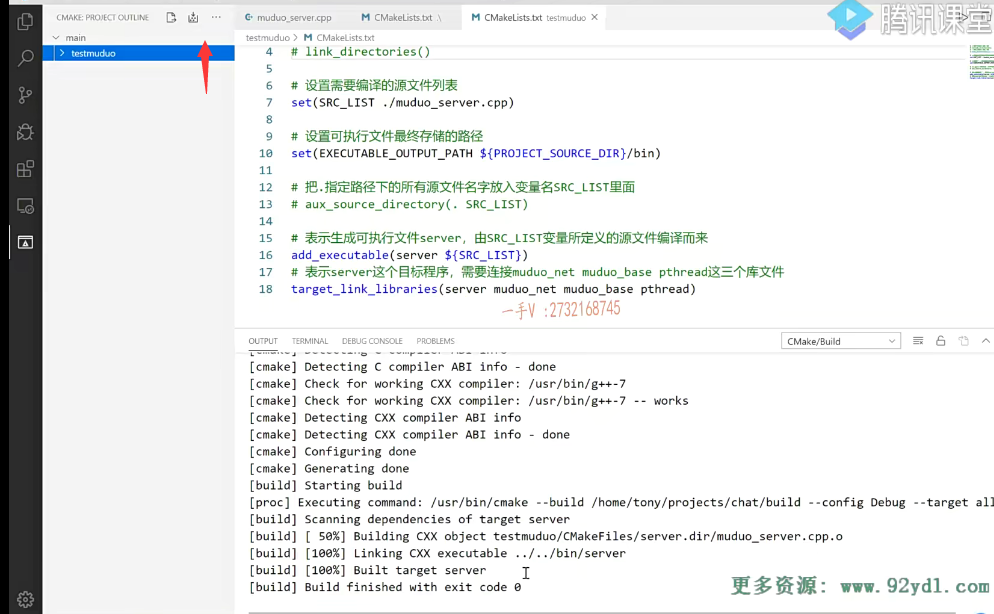 CMAKE: PROJECT OUTLINE
main
testmuduo
muduo_server.cpp
CMakeLists.txt \
CMakeLists.txt testmuduo
腾讯课堂
testmuduo > CMakeLists.txt
4 # link_directories()
5
6 # 设置需要编译的源文件列表
7 set(SRC_LIST ./muduo_server.cpp)
8
9 # 设置可执行文件最终存储的路径
10 set(EXECUTABLE_OUTPUT_PATH ${PROJECT_SOURCE_DIR}/bin)
11
12 # 把.指定路径下的所有源文件名字放入变量名SRC_LIST里面
13 # aux_source_directory(. SRC_LIST)
14
15 # 表示生成可执行文件server，由SRC_LIST变量所定义的源文件编译而来
16 add_executable(server ${SRC_LIST})
17 # 表示server这个目标程序，需要连接muduo_net muduo_base pthread这三个库文件
18 target_link_libraries(server muduo_net muduo_base pthread)
一手V :2732168745
OUTPUT TERMINAL DEBUG CONSOLE PROBLEMS CMake/Build
[cmake] Detecting C compiler ABI info
[cmake] Detecting C compiler ABI info - done
[cmake] Check for working CXX compiler: /usr/bin/g++-7
[cmake] Check for working CXX compiler: /usr/bin/g++-7 -- works
[cmake] Detecting CXX compiler ABI info
[cmake] Detecting CXX compiler ABI info - done
[cmake] Configuring done
[cmake] Generating done
[build] Starting build
[proc] Executing command: /usr/bin/cmake --build /home/tony/projects/chat/build --config Debug --target all
[build] Scanning dependencies of target server
[build] [ 50%] Building CXX object testmuduo/CMakeFiles/server.dir/muduo_server.cpp.o
[build] [100%] Linking CXX executable ../../bin/server
[build] [100%] Built target server
[build] Build finished with exit code 0
更多资源: www.92ydl.com